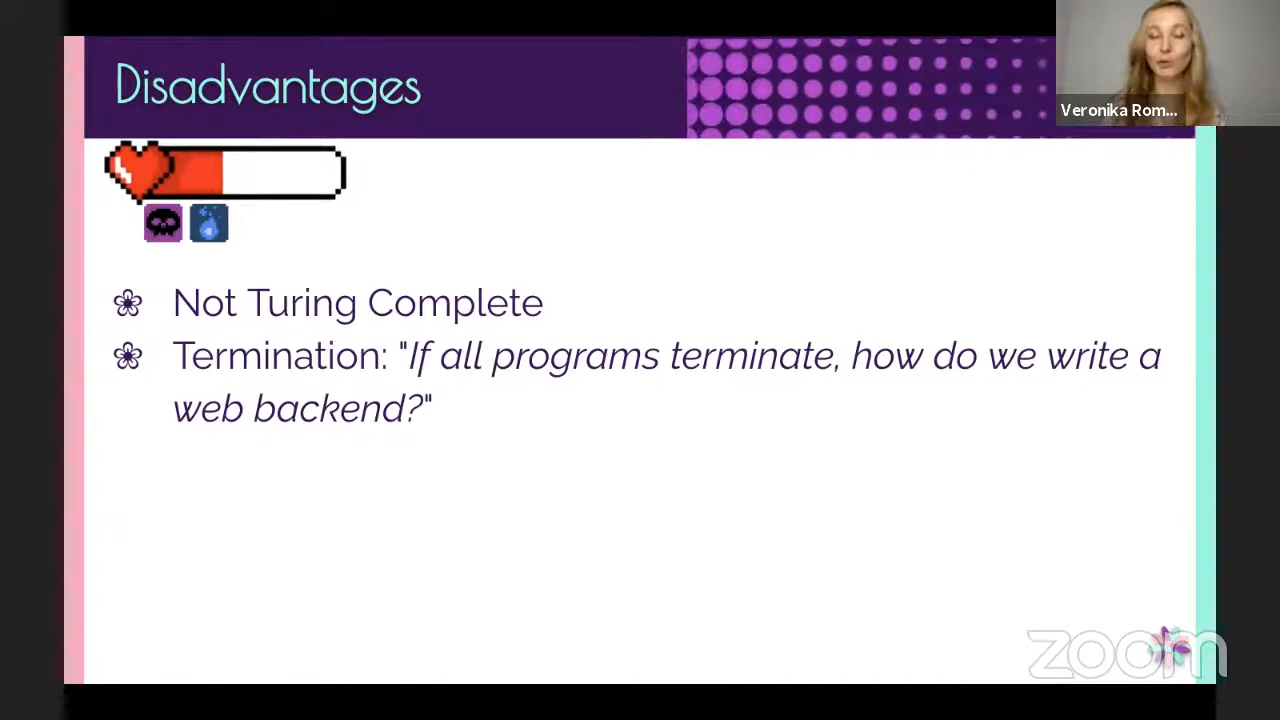 Disadvantages
Veronika Rom...
❀ Not Turing Complete
❀ Termination: "If all programs terminate, how do we write a
web backend?"
zoom